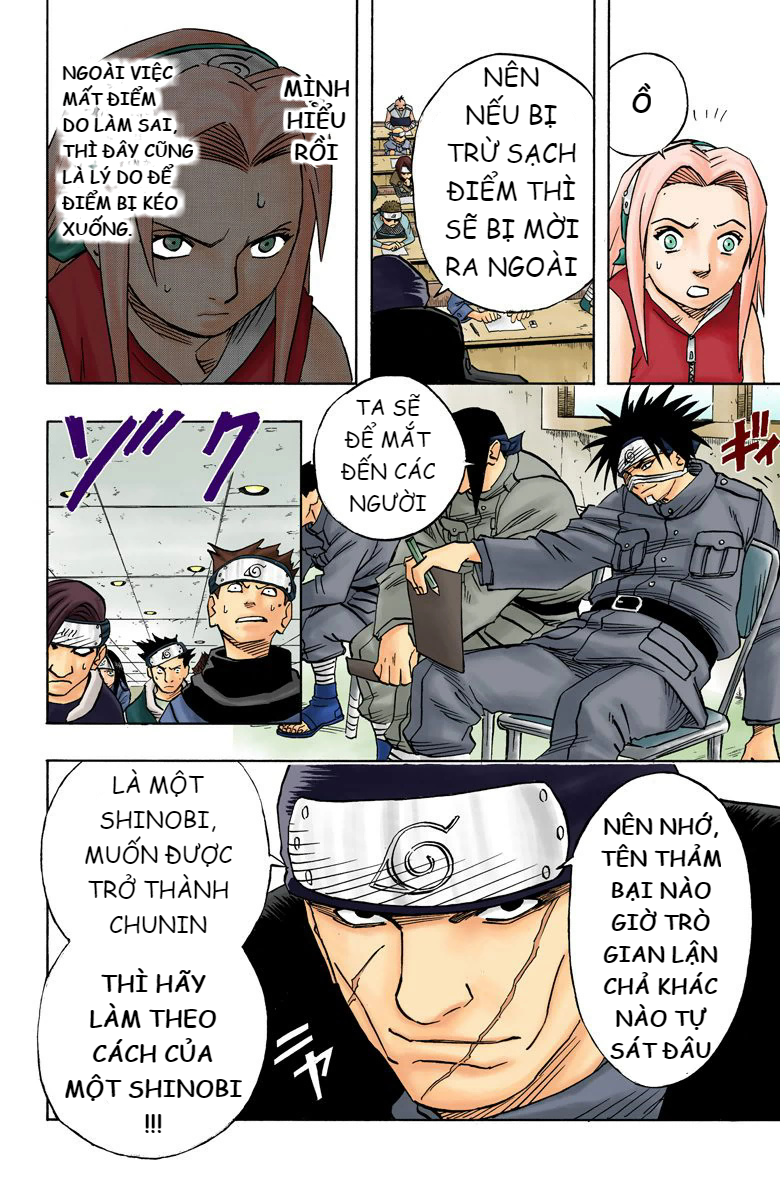 Ồ
NÊN
NẾU BỊ
TRỪ SẠCH
ĐIỂM THÌ
SẼ BỊ MỜI
RA NGOÀI
MÌNH
HIỂU
RỒI
NGOÀI VIỆC
MẤT ĐIỂM
DO LÀM SAI,
THÌ ĐÂY CŨNG
LÀ LÝ DO ĐỂ
ĐIỂM BỊ KÉO
XUỐNG.
TA SẼ
ĐỂ MẮT
ĐẾN CÁC
NGƯỜI
ギィ
ゾク
NÊN NHỚ,
TÊN THẢM
BẠI NÀO
GIỜ TRÒ
GIAN LẬN
CHẢ KHÁC
NÀO TỰ
SÁT ĐÂU
LÀ MỘT
SHINOBI,
MUỐN ĐƯỢC
TRỞ THÀNH
CHUNIN
THÌ HÃY
LÀM THEO
CÁCH CỦA
MỘT SHINOBI
!!!
ニヤ